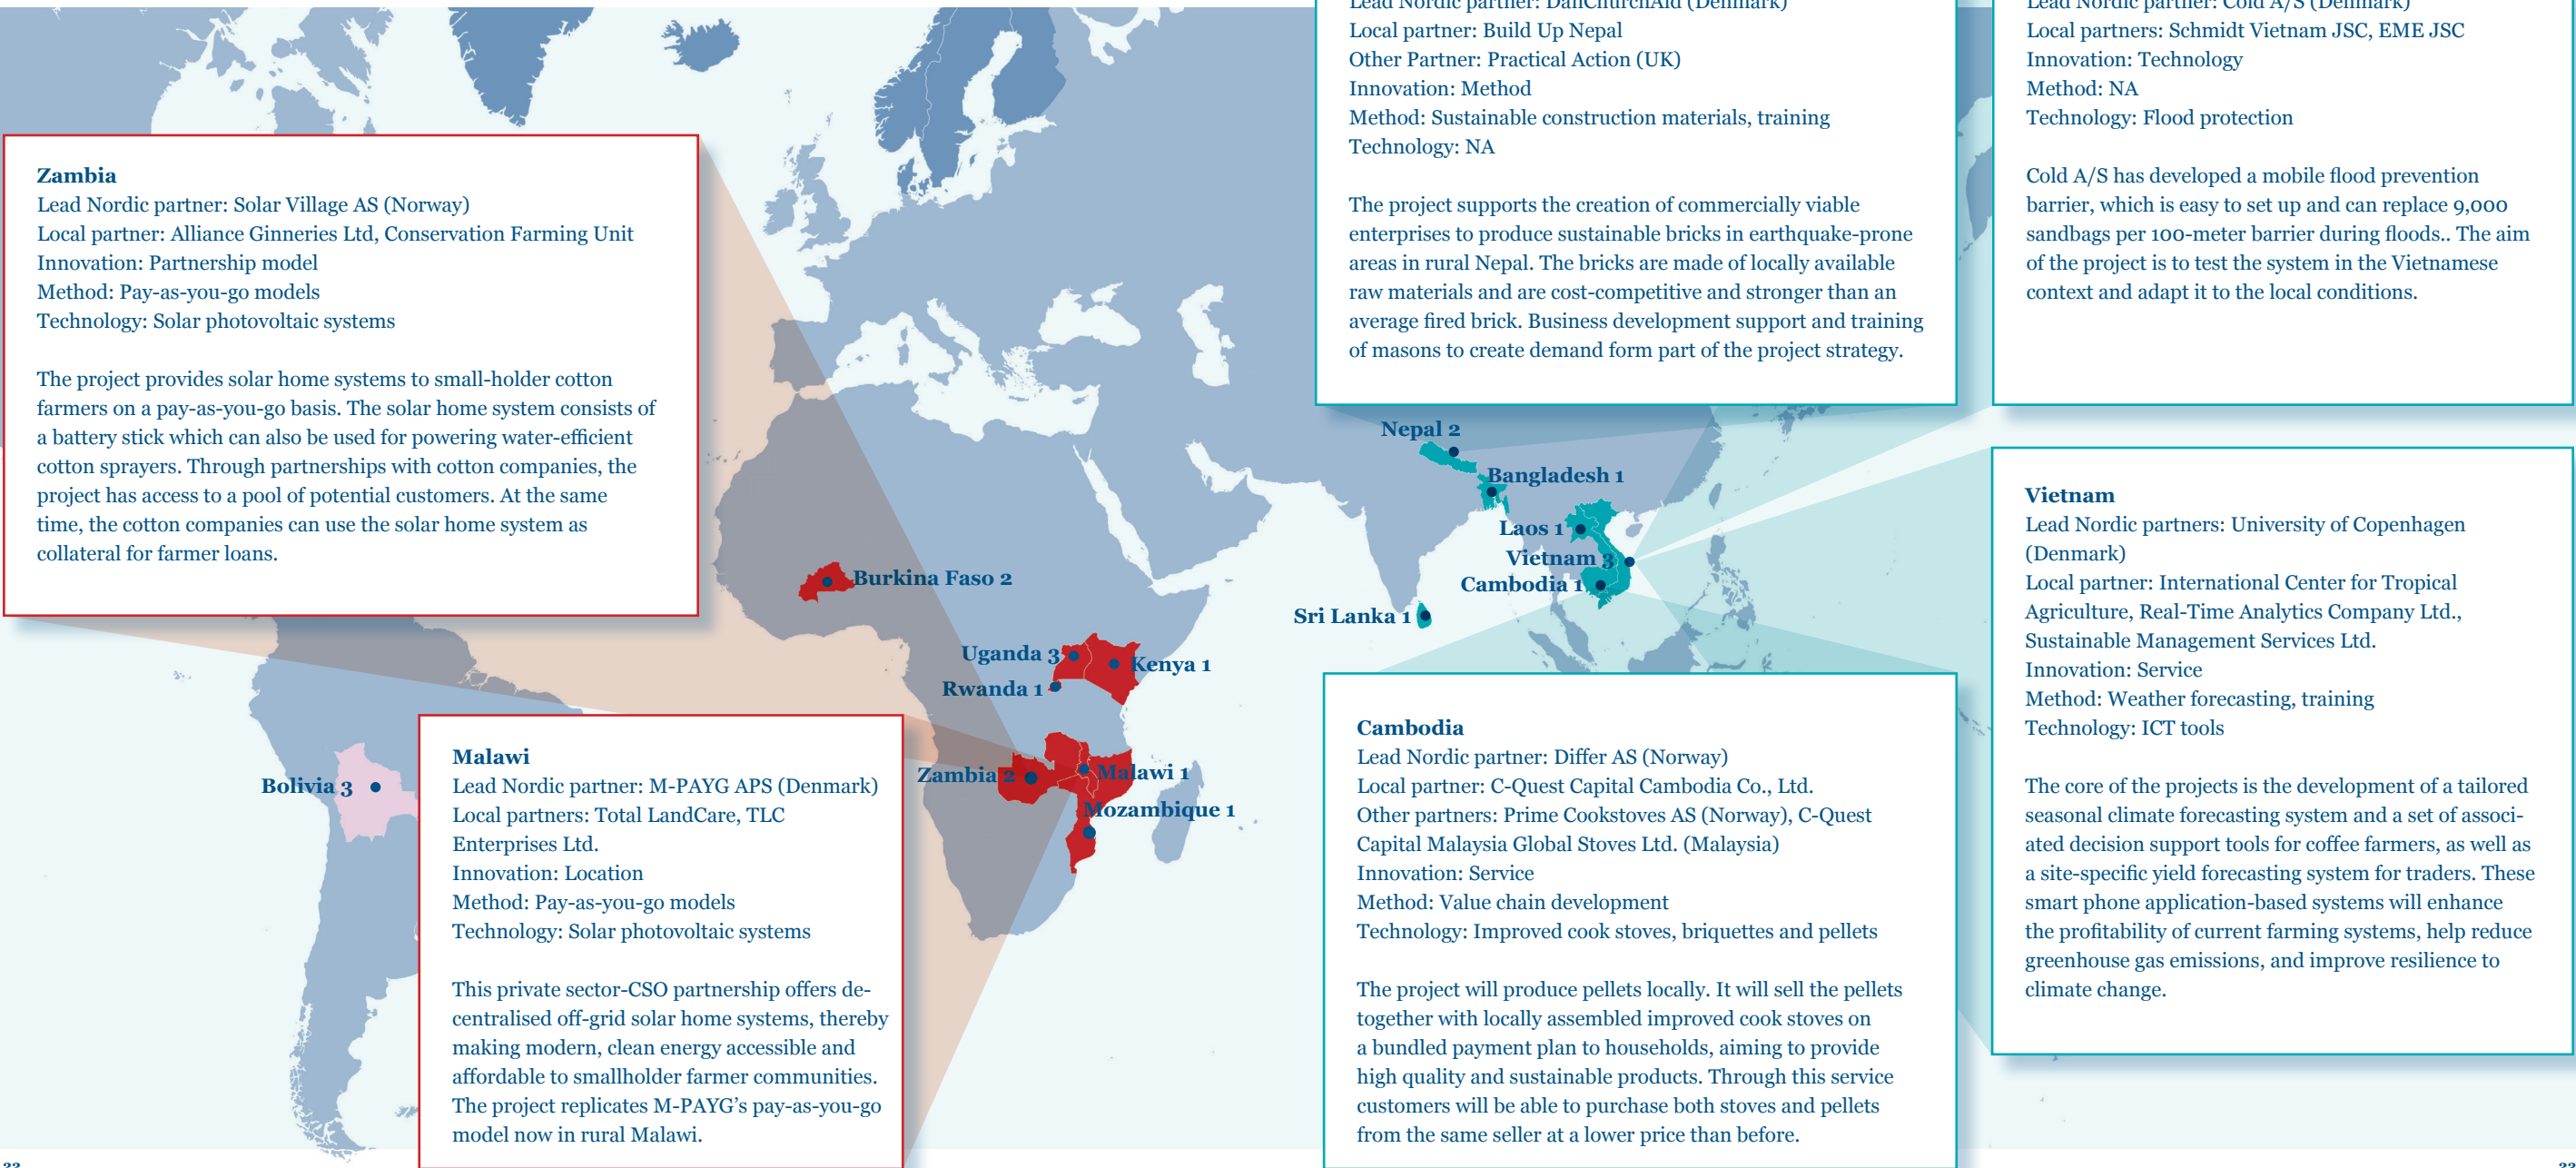 Zambia
Lead Nordic partner: Solar Village AS (Norway)
Local partner: Alliance Ginneries Ltd, Conservation Farming Unit
Innovation: Partnership model
Method: Pay-as-you-go models
Technology: Solar photovoltaic systems
The project provides solar home systems to small-holder cotton
farmers on a pay-as-you-go basis. The solar home system consists of
a battery stick which can also be used for powering water-efficient
cotton sprayers. Through partnerships with cotton companies, the
project has access to a pool of potential customers. At the same
time, the cotton companies can use the solar home system as
collateral for farmer loans.
Lead Nordic partner: DanChurchAid (Denmark)
Local partner: Build Up Nepal
Other Partner: Practical Action (UK)
Innovation: Method
Method: Sustainable construction materials, training
Technology: NA
The project supports the creation of commercially viable
enterprises to produce sustainable bricks in earthquake-prone
areas in rural Nepal. The bricks are made of locally available
raw materials and are cost-competitive and stronger than an
average fired brick. Business development support and training
of masons to create demand form part of the project strategy.
Lead Nordic partner: Cold A/S (Denmark)
Local partners: Schmidt Vietnam JSC, EME JSC
Innovation: Technology
Method: NA
Technology: Flood protection
Cold A/S has developed a mobile flood prevention
barrier, which is easy to set up and can replace 9,000
sandbags per 100-meter barrier during floods.. The aim
of the project is to test the system in the Vietnamese
context and adapt it to the local conditions.
Nepal 2
Bangladesh 1
Laos 1
Vietnam 3
Cambodia 1
Sri Lanka 1
Burkina Faso 2
Uganda 3
Kenya 1
Rwanda 1
Zambia 2
Malawi 1
Mozambique 1
Bolivia 3
Malawi
Lead Nordic partner: M-PAYG APS (Denmark)
Local partners: Total LandCare, TLC
Enterprises Ltd.
Innovation: Location
Method: Pay-as-you-go models
Technology: Solar photovoltaic systems
This private sector-CSO partnership offers de-
centralised off-grid solar home systems, thereby
making modern, clean energy accessible and
affordable to smallholder farmer communities.
The project replicates M-PAYG's pay-as-you-go
model now in rural Malawi.
Cambodia
Lead Nordic partner: Differ AS (Norway)
Local partner: C-Quest Capital Cambodia Co., Ltd.
Other partners: Prime Cookstoves AS (Norway), C-Quest
Capital Malaysia Global Stoves Ltd. (Malaysia)
Innovation: Service
Method: Value chain development
Technology: Improved cook stoves, briquettes and pellets
The project will produce pellets locally. It will sell the pellets
together with locally assembled improved cook stoves on
a bundled payment plan to households, aiming to provide
high quality and sustainable products. Through this service
customers will be able to purchase both stoves and pellets
from the same seller at a lower price than before.
Vietnam
Lead Nordic partners: University of Copenhagen
(Denmark)
Local partner: International Center for Tropical
Agriculture, Real-Time Analytics Company Ltd.,
Sustainable Management Services Ltd.
Innovation: Service
Method: Weather forecasting, training
Technology: ICT tools
The core of the projects is the development of a tailored
seasonal climate forecasting system and a set of associ-
ated decision support tools for coffee farmers, as well as
a site-specific yield forecasting system for traders. These
smart phone application-based systems will enhance
the profitability of current farming systems, help reduce
greenhouse gas emissions, and improve resilience to
climate change.